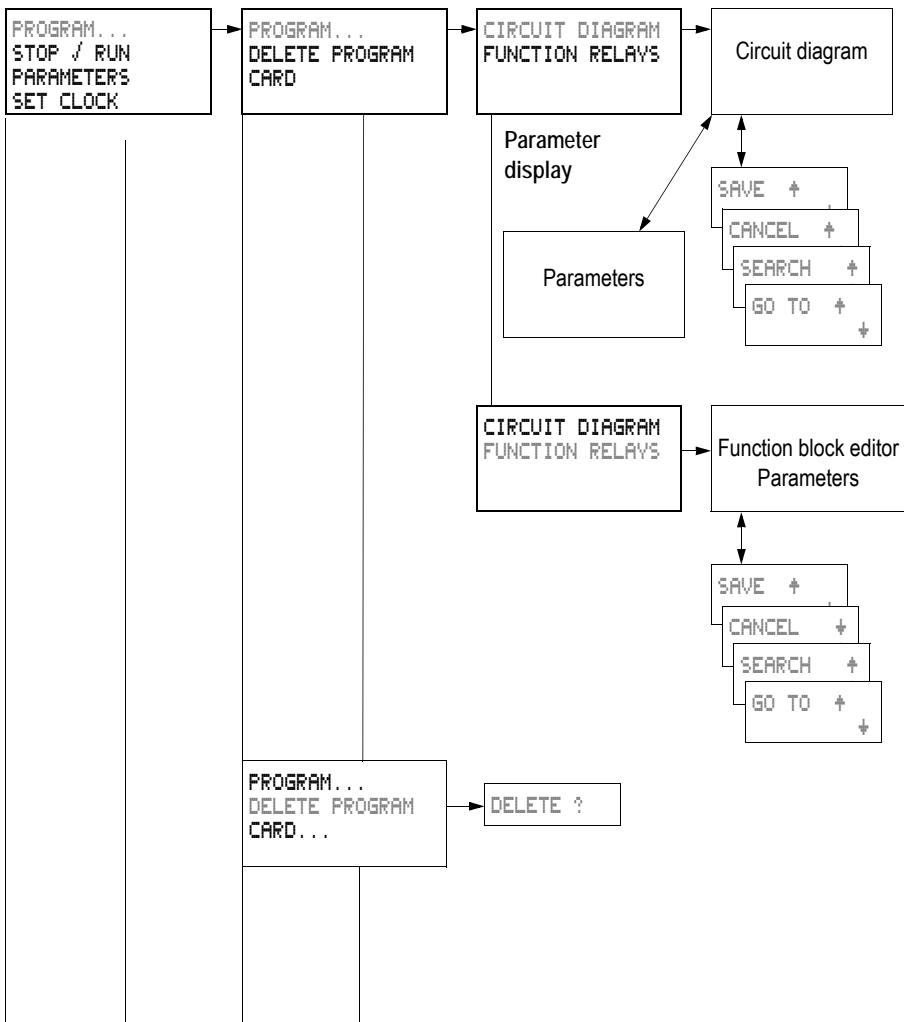 PROGRAM...
STOP / RUN
PARAMETERS
SET CLOCK
PROGRAM...
DELETE PROGRAM
CARD
CIRCUIT DIAGRAM
FUNCTION RELAYS
Circuit diagram
Parameter
display
Parameters
SAVE ↑
CANCEL ↑
SEARCH ↑
GO TO ↑
↓
CIRCUIT DIAGRAM
FUNCTION RELAYS
Function block editor
Parameters
SAVE ↑
CANCEL ↓
SEARCH ↑
GO TO ↑
↓
PROGRAM...
DELETE PROGRAM
CARD...
DELETE ?